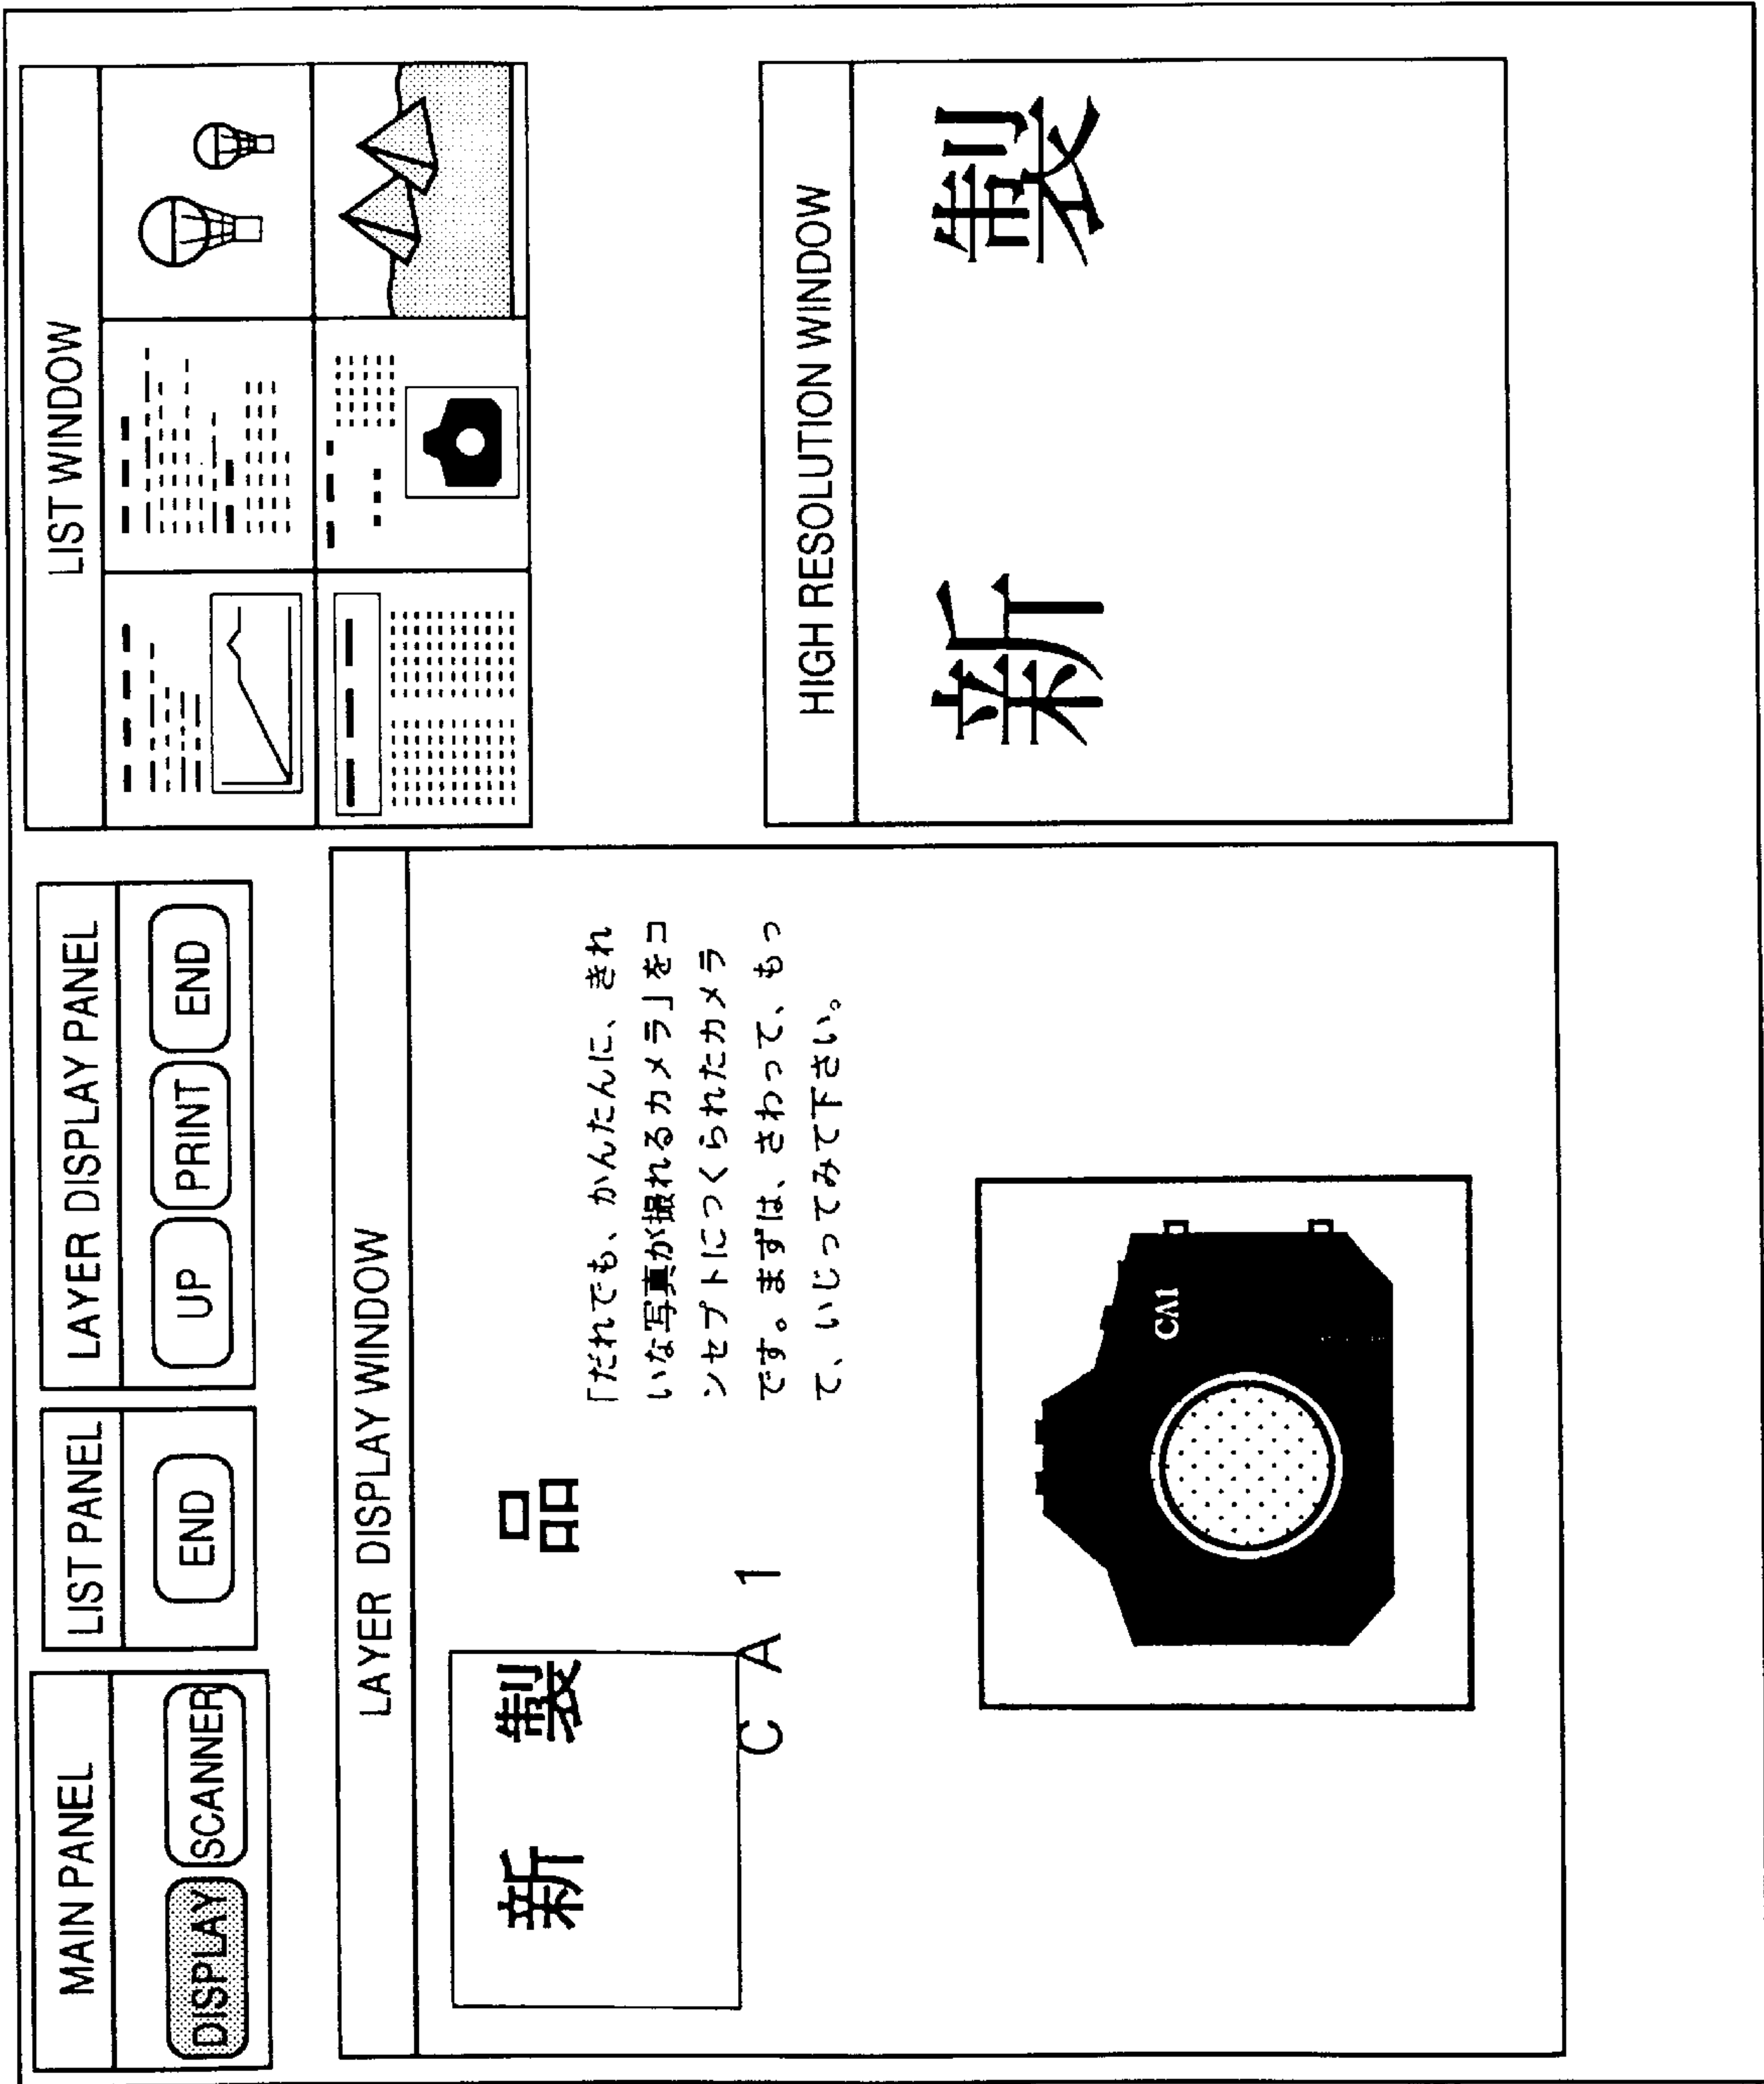 MAIN PANEL
DISPLAY
SCANNER
LIST PANEL
END
LAYER DISPLAY PANEL
UP
PRINT
END
LIST WINDOW
LAYER DISPLAY WINDOW
新 製 品
C A 1
「だれでも、かんたんに、きれ
いな写真が撮れるカメラ」をコ
ンセプトにつくられたカメラ
です。まずは、さわって、もっ
て、いじってみて下さい。
CA1
HIGH RESOLUTION WINDOW
新 製